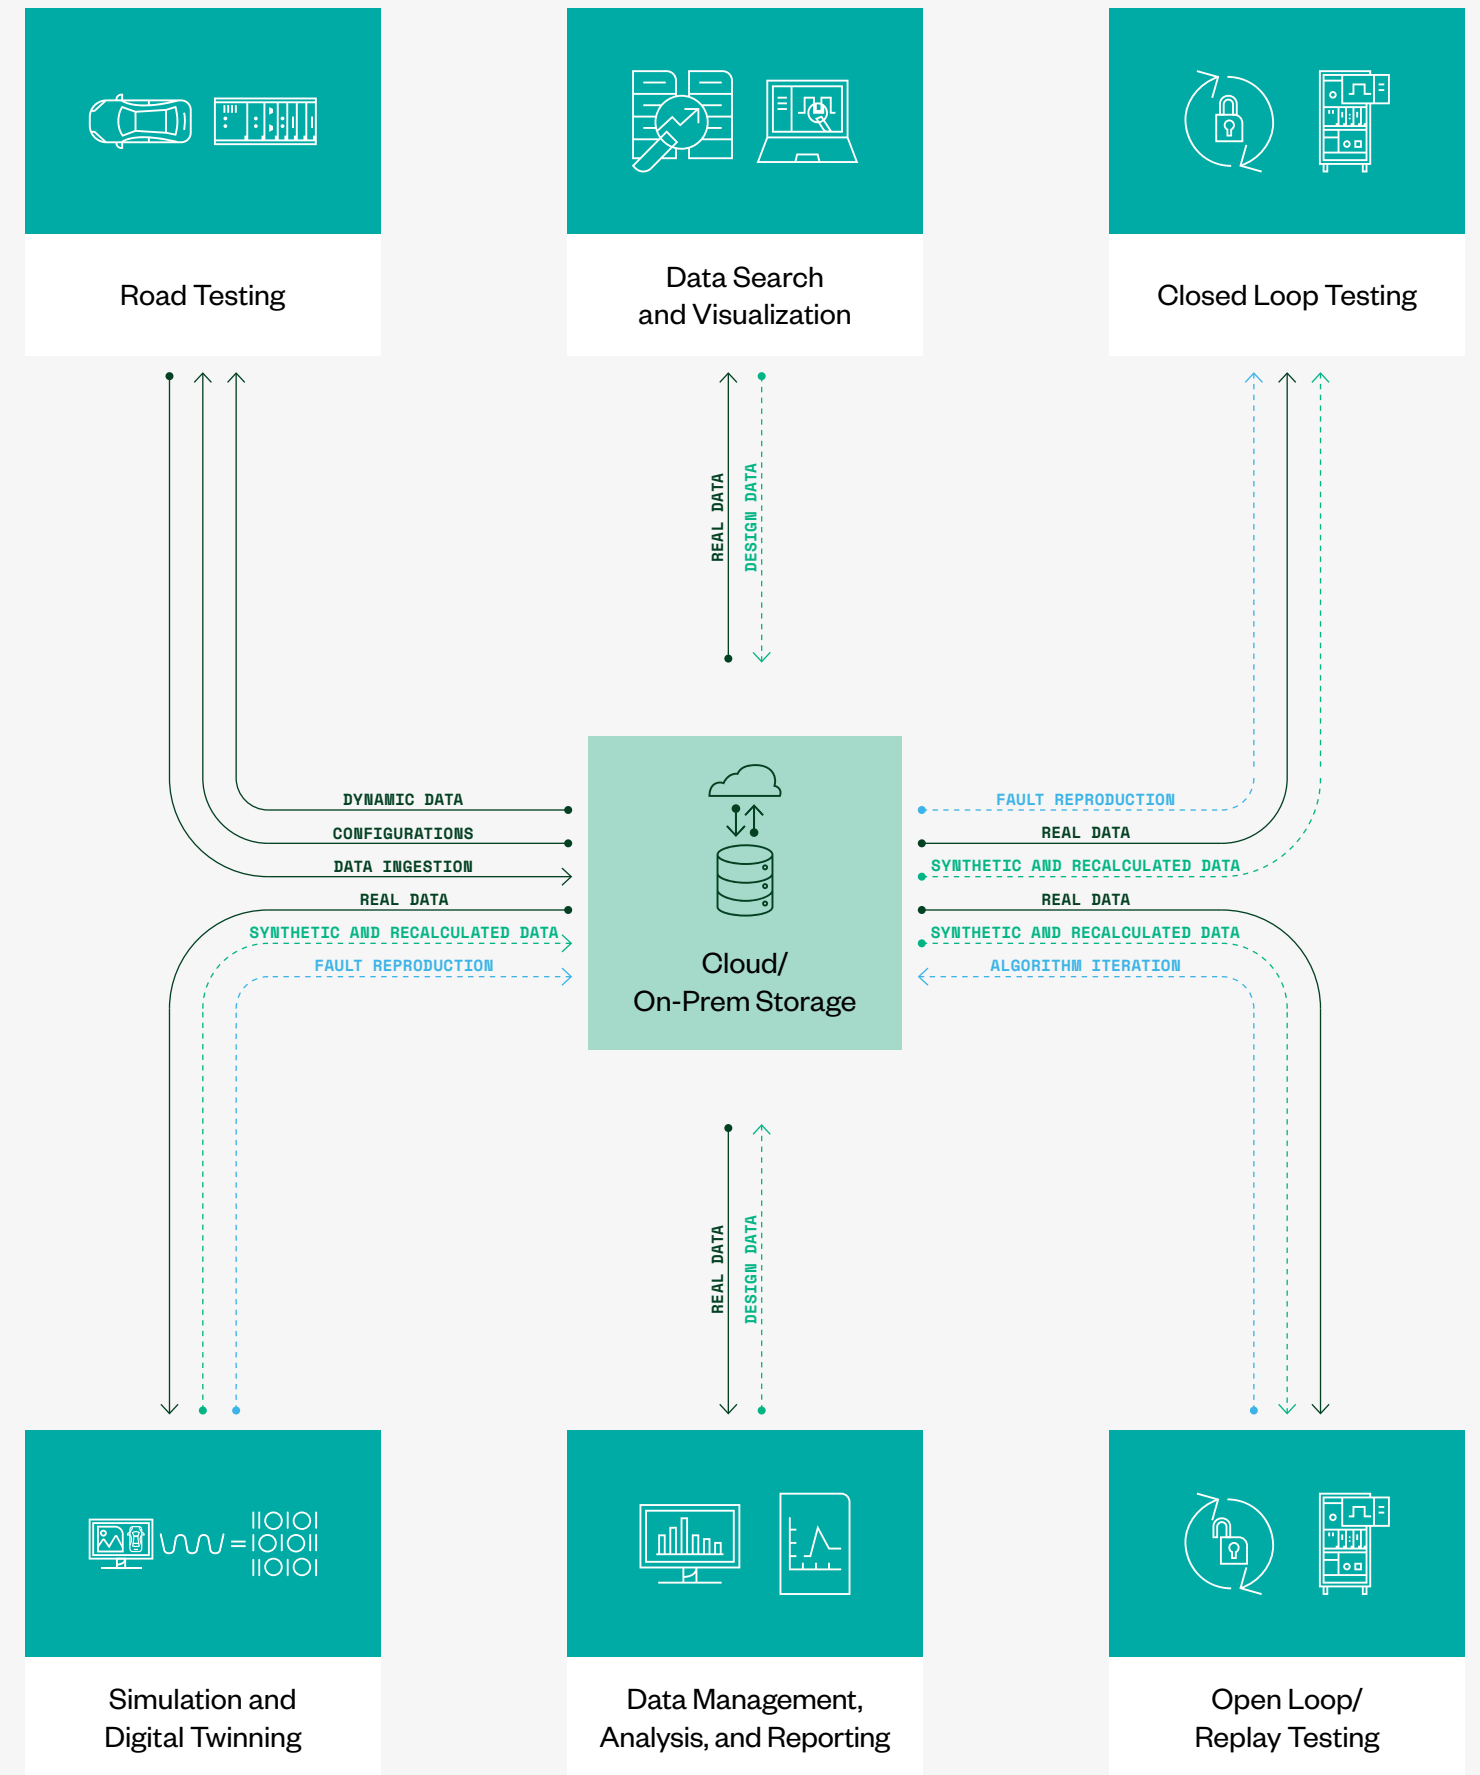 Road Testing
Data Search
and Visualization
Closed Loop Testing
REAL DATA
DESIGN DATA
DYNAMIC DATA
CONFIGURATIONS
DATA INGESTION
REAL DATA
SYNTHETIC AND RECALCULATED DATA
FAULT REPRODUCTION
Cloud/
On-Prem Storage
FAULT REPRODUCTION
REAL DATA
SYNTHETIC AND RECALCULATED DATA
REAL DATA
SYNTHETIC AND RECALCULATED DATA
ALGORITHM ITERATION
REAL DATA
DESIGN DATA
=
110101
101011
110101
Simulation and
Digital Twinning
Data Management,
Analysis, and Reporting
Open Loop/
Replay Testing